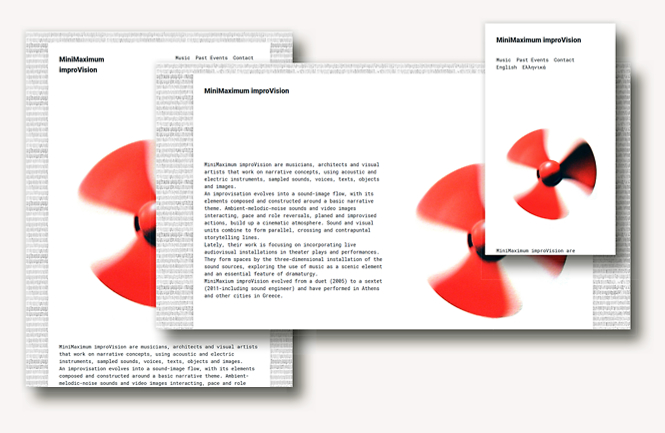 MiniMaximum
improVision
Music Past Events Contact
MiniMaximum improVision are musicians, architects and visual artists
that work on narrative concepts, using acoustic and electric
instruments, sampled sounds, voices, texts, objects and images.
An improvisation evolves into a sound-image flow, with its elements
composed and constructed around a basic narrative theme. Ambient-
melodic-noise sounds and video images interacting, pace and role
MiniMaximum improVision
MiniMaximum improVision are musicians, architects and visual
artists that work on narrative concepts, using acoustic and
electric instruments, sampled sounds, voices, texts, objects
and images.
An improvisation evolves into a sound-image flow, with its
elements composed and constructed around a basic narrative
theme. Ambient-melodic-noise sounds and video images
interacting, pace and role reversals, planed and improvised
actions, build up a cinematic atmosphere. Sound and visual
units combine to form parallel, crossing and contrapuntal
storytelling lines.
Lately, their work is focusing on incorporating live
audiovisual installations in theater plays and performances.
They form spaces by the three-dimensional installation of the
sound sources, exploring the use of music as a scenic element
and an essential feature of dramaturgy.
MiniMaxim improVision evolved from a duet (2005) to a sextet
(2011-including sound engineer) and have performed in Athens
and other cities in Greece.
MiniMaximum improVision
Music Past Events Contact
English Ελληνικά
MiniMaximum improVision are